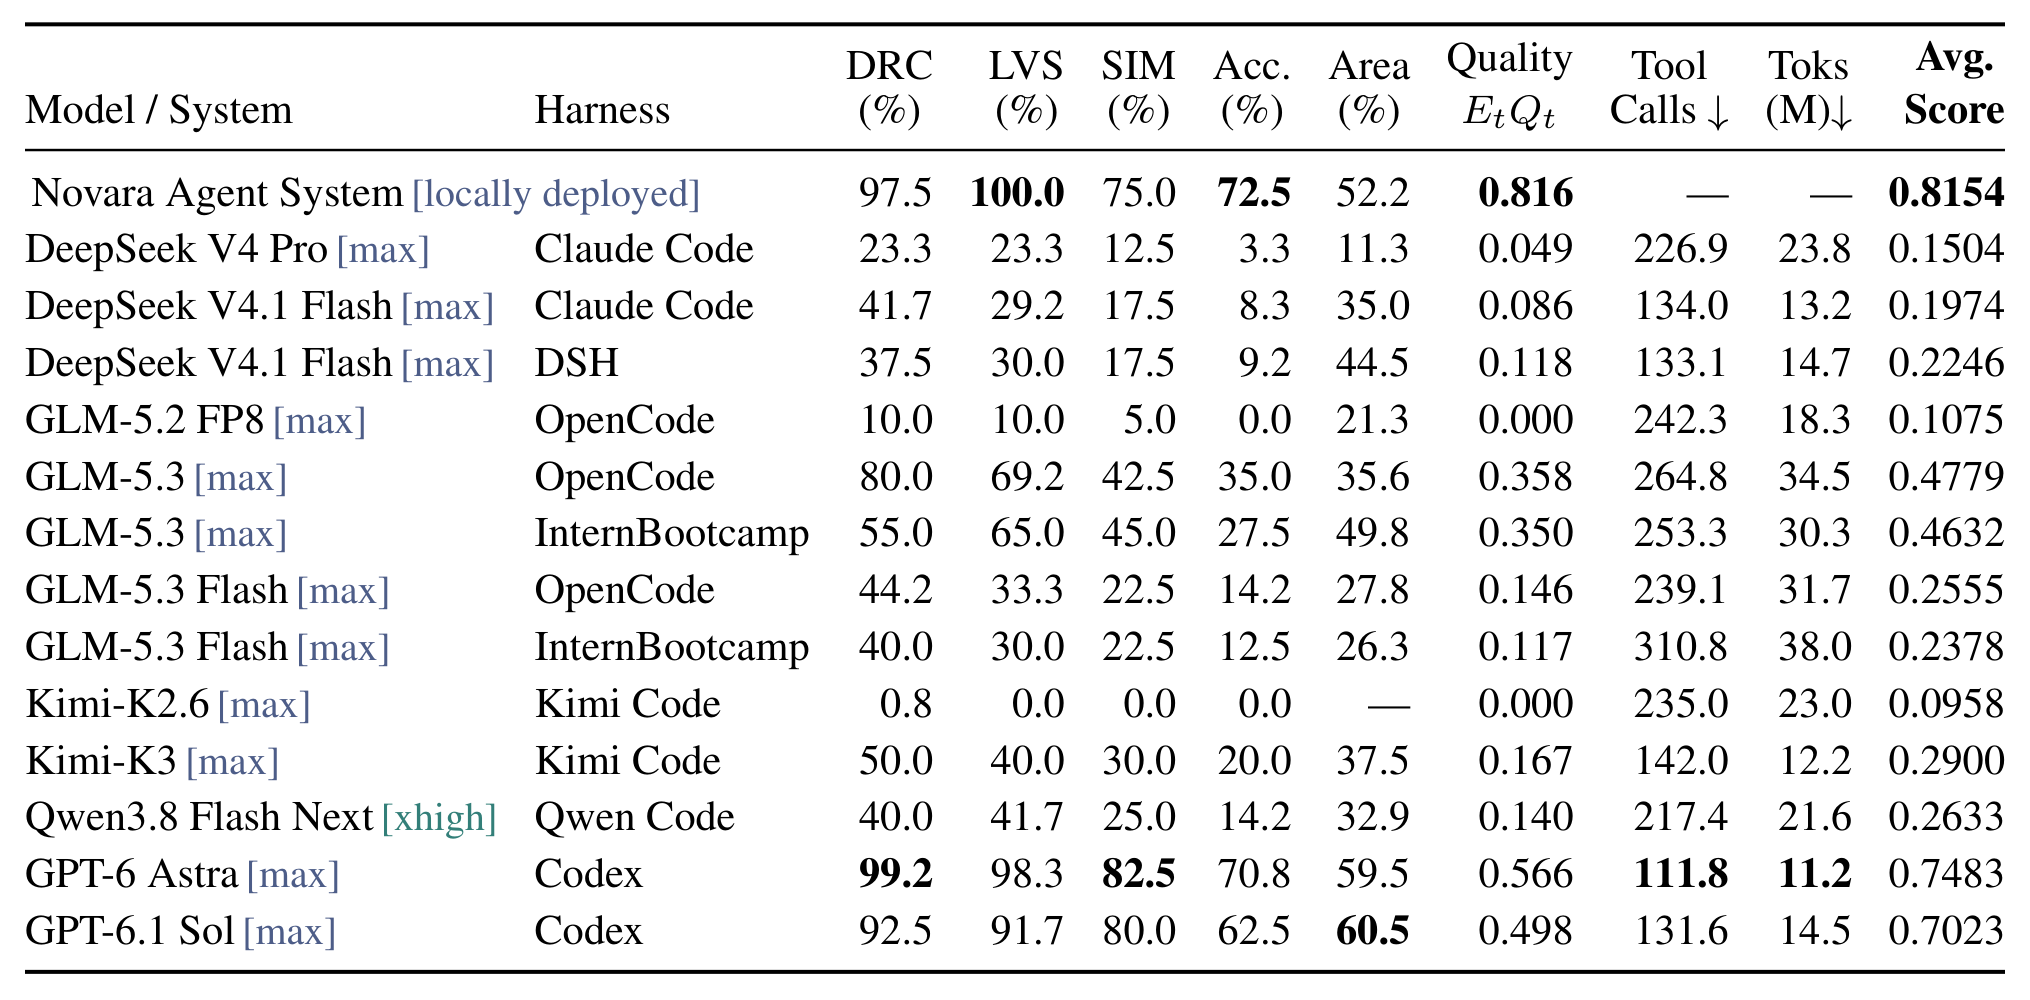 Model / System Harness DRC (%) LVS (%) SIM (%) Acc. (%) Area (%) Quality EtQt Tool Calls ↓ Toks (M)↓ Avg. Score
Novara Agent System [locally deployed] 97.5 100.0 75.0 72.5 52.2 0.816 — — 0.8154
DeepSeek V4 Pro [max] Claude Code 23.3 23.3 12.5 3.3 11.3 0.049 226.9 23.8 0.1504
DeepSeek V4.1 Flash [max] Claude Code 41.7 29.2 17.5 8.3 35.0 0.086 134.0 13.2 0.1974
DeepSeek V4.1 Flash [max] DSH 37.5 30.0 17.5 9.2 44.5 0.118 133.1 14.7 0.2246
GLM-5.2 FP8 [max] OpenCode 10.0 10.0 5.0 0.0 21.3 0.000 242.3 18.3 0.1075
GLM-5.3 [max] OpenCode 80.0 69.2 42.5 35.0 35.6 0.358 264.8 34.5 0.4779
GLM-5.3 [max] InternBootcamp 55.0 65.0 45.0 27.5 49.8 0.350 253.3 30.3 0.4632
GLM-5.3 Flash [max] OpenCode 44.2 33.3 22.5 14.2 27.8 0.146 239.1 31.7 0.2555
GLM-5.3 Flash [max] InternBootcamp 40.0 30.0 22.5 12.5 26.3 0.117 310.8 38.0 0.2378
Kimi-K2.6 [max] Kimi Code 0.8 0.0 0.0 0.0 — 0.000 235.0 23.0 0.0958
Kimi-K3 [max] Kimi Code 50.0 40.0 30.0 20.0 37.5 0.167 142.0 12.2 0.2900
Qwen3.8 Flash Next [xhigh] Qwen Code 40.0 41.7 25.0 14.2 32.9 0.140 217.4 21.6 0.2633
GPT-6 Astra [max] Codex 99.2 98.3 82.5 70.8 59.5 0.566 111.8 11.2 0.7483
GPT-6.1 Sol [max] Codex 92.5 91.7 80.0 62.5 60.5 0.498 131.6 14.5 0.7023